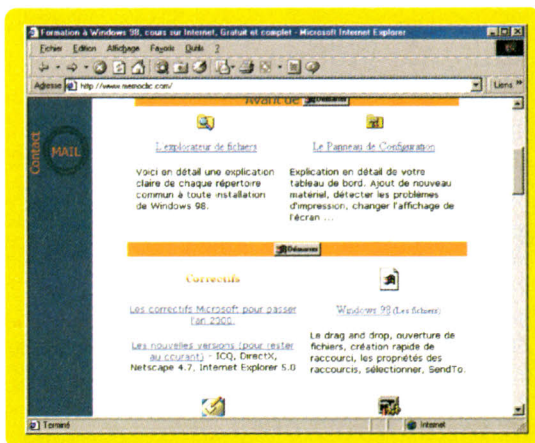 Formation à Windows 98, cours sur Internet, Gratuit et complet - Microsoft Internet Explorer
Fichier Edition Affichage Favoris Outils ?
Adresse http://www.memoclic.com/ Liens »
Contact
MAIL
Avant de Démarrer
L'explorateur de fichiers
Voici en détail une explication
claire de chaque répertoire
commun à toute installation
de Windows 98.
Le Panneau de Configuration
Explication en détail de votre
tableau de bord. Ajout de nouveau
matériel, détecter les problèmes
d'impression, changer l'affichage de
l'écran ...
Démarrer
Correctifs
Les correctifs Microsoft pour passer
l'an 2000.
Les nouvelles versions (pour rester
au courant) - ICQ, DirectX,
Netscape 4.7, Internet Explorer 5.0
Windows 98 (Les fichiers)
Le drag and drop, ouverture de
fichiers, création rapide de
raccourci, les propriétés des
raccourcis, sélectionner, SendTo.
Terminé
Internet